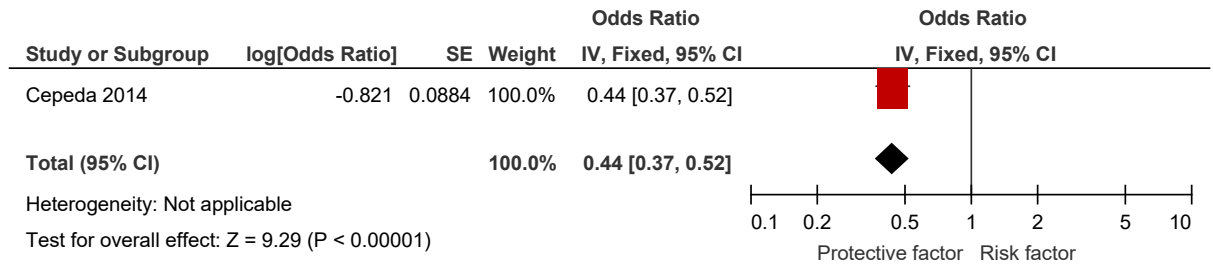 Odds Ratio Odds Ratio
Study or Subgroup log[Odds Ratio] SE Weight IV, Fixed, 95% CI IV, Fixed, 95% CI
Cepeda 2014 -0.821 0.0884 100.0% 0.44 [0.37, 0.52]
Total (95% CI) 100.0% 0.44 [0.37, 0.52]
Heterogeneity: Not applicable
Test for overall effect: Z = 9.29 (P < 0.00001)
0.1 0.2 0.5 1 2 5 10
Protective factor Risk factor